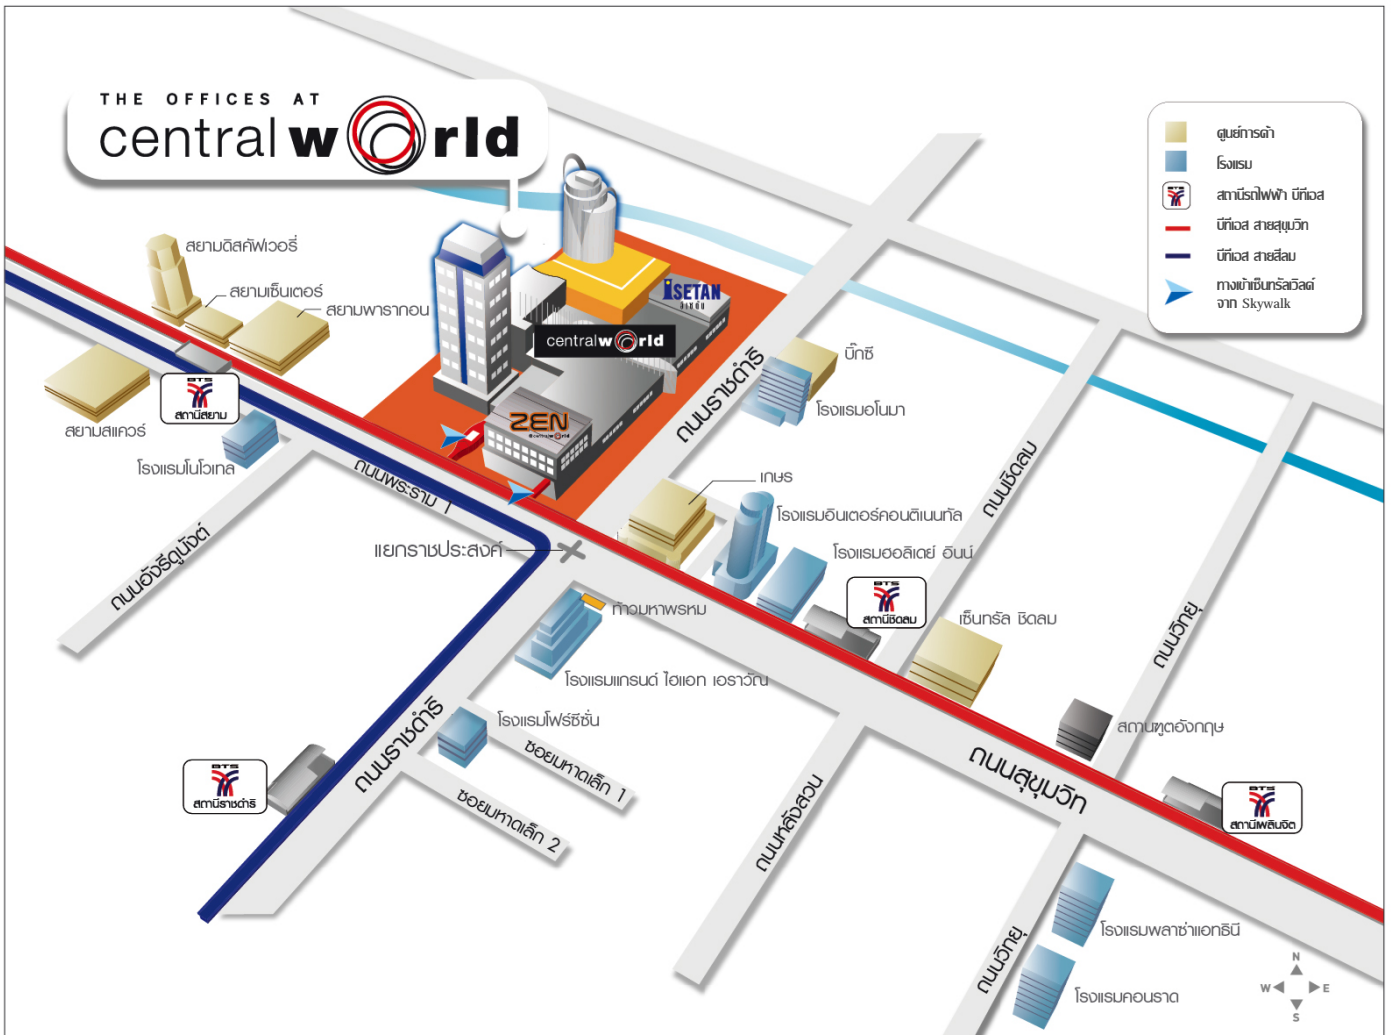 THE OFFICES AT
central world
ศูนย์การค้า
โรงแรม
สถานีรถไฟฟ้า บีทีเอส
บีทีเอส สายสุขุมวิท
บีทีเอส สายสีลม
ทางเข้าเซ็นทรัลเวิลด์
จาก Skywalk
สยามดิสคัฟเวอรี่
สยามเซ็นเตอร์
สยามพารากอน
ISETAN
อิเซตัน
central world
บิ๊กซี
โรงแรมอโนมา
ถนนราชดำริ
BTS
สถานีสยาม
สยามสแควร์
ZEN
central world
โรงแรมโนโวเทล
ถนนพระราม 1
ถนนชิดลม
เกษร
โรงแรมอินเตอร์คอนติเนนทัล
ถนนอังรีดูนังต์
แยกราชประสงค์
โรงแรมฮอลิเดย์ อินน์
BTS
สถานีชิดลม
ท้าวมหาพรหม
เซ็นทรัล ชิดลม
ถนนวิทยุ
โรงแรมแกรนด์ ไฮแอท เอราวัณ
โรงแรมโฟร์ซีซั่น
ถนนราชดำริ
สถานฑูตอังกฤษ
BTS
สถานีราชดำริ
ซอยมหาดเล็ก 1
ซอยมหาดเล็ก 2
ถนนสุขุมวิท
BTS
สถานีเพลินจิต
ถนนหลังสวน
โรงแรมพลาซ่าแอทธินี
ถนนวิทยุ
โรงแรมคอนราด
N
W E
S